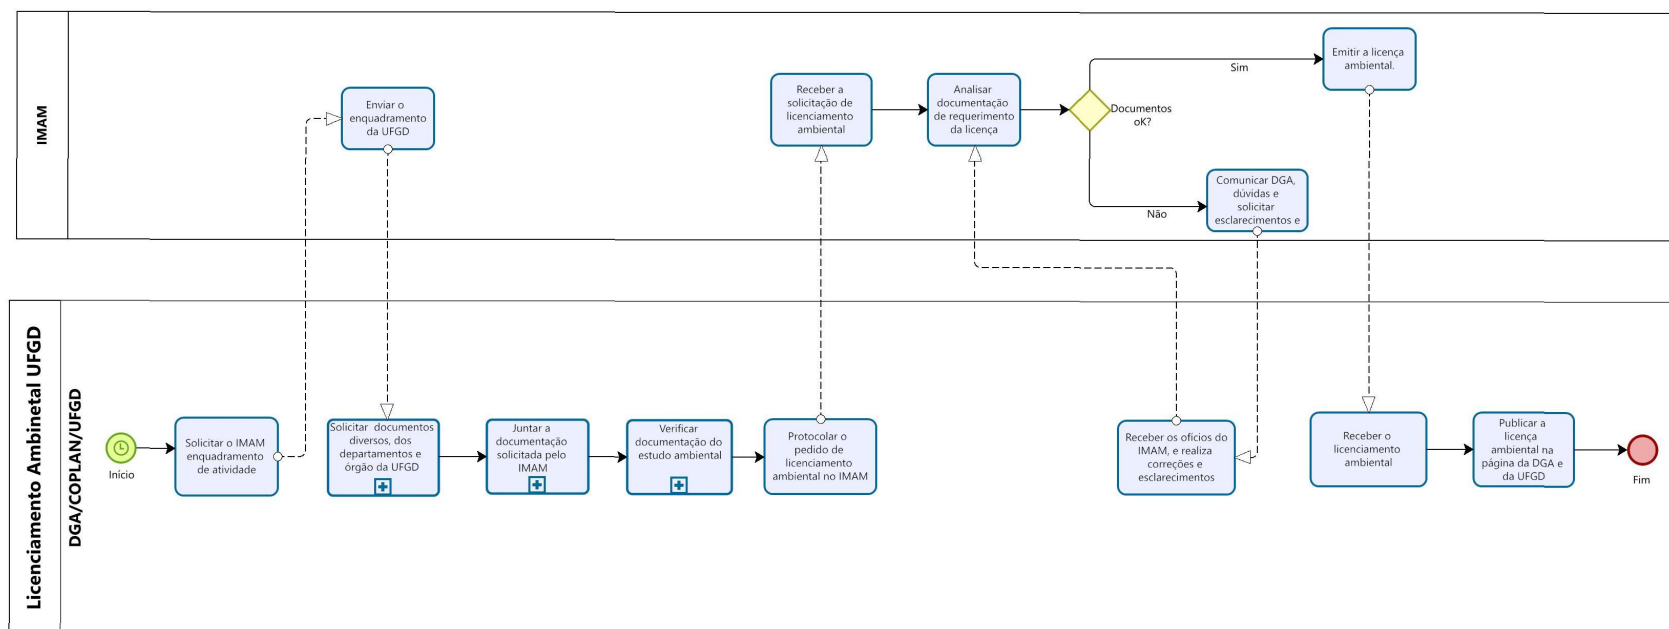 IMAM
Enviar o
enquadramento
da UFGD
Receber a
solicitação de
licenciamento
ambiental
Analisar
documentação
de requerimento
da licença
Documentos
oK?
Sim
Não
Emitir a licença
ambiental.
Comunicar DGA,
dúvidas e
solicitar
esclarecimentos e
Licenciamento Ambinetal UFGD
DGA/COPLAN/UFGD
Início
Solicitar o IMAM
enquadramento
de atividade
Solicitar documentos
diversos, dos
departamentos e
órgão da UFGD
Juntar a
documentação
solicitada pelo
IMAM
Verificar
documentação do
estudo ambiental
Protocolar o
pedido de
licenciamento
ambiental no IMAM
Receber os ofícios do
IMAM, e realiza
correções e
esclarecimentos
Receber o
licenciamento
ambiental
Publicar a
licença
ambiental na
página da DGA e
da UFGD
Fim